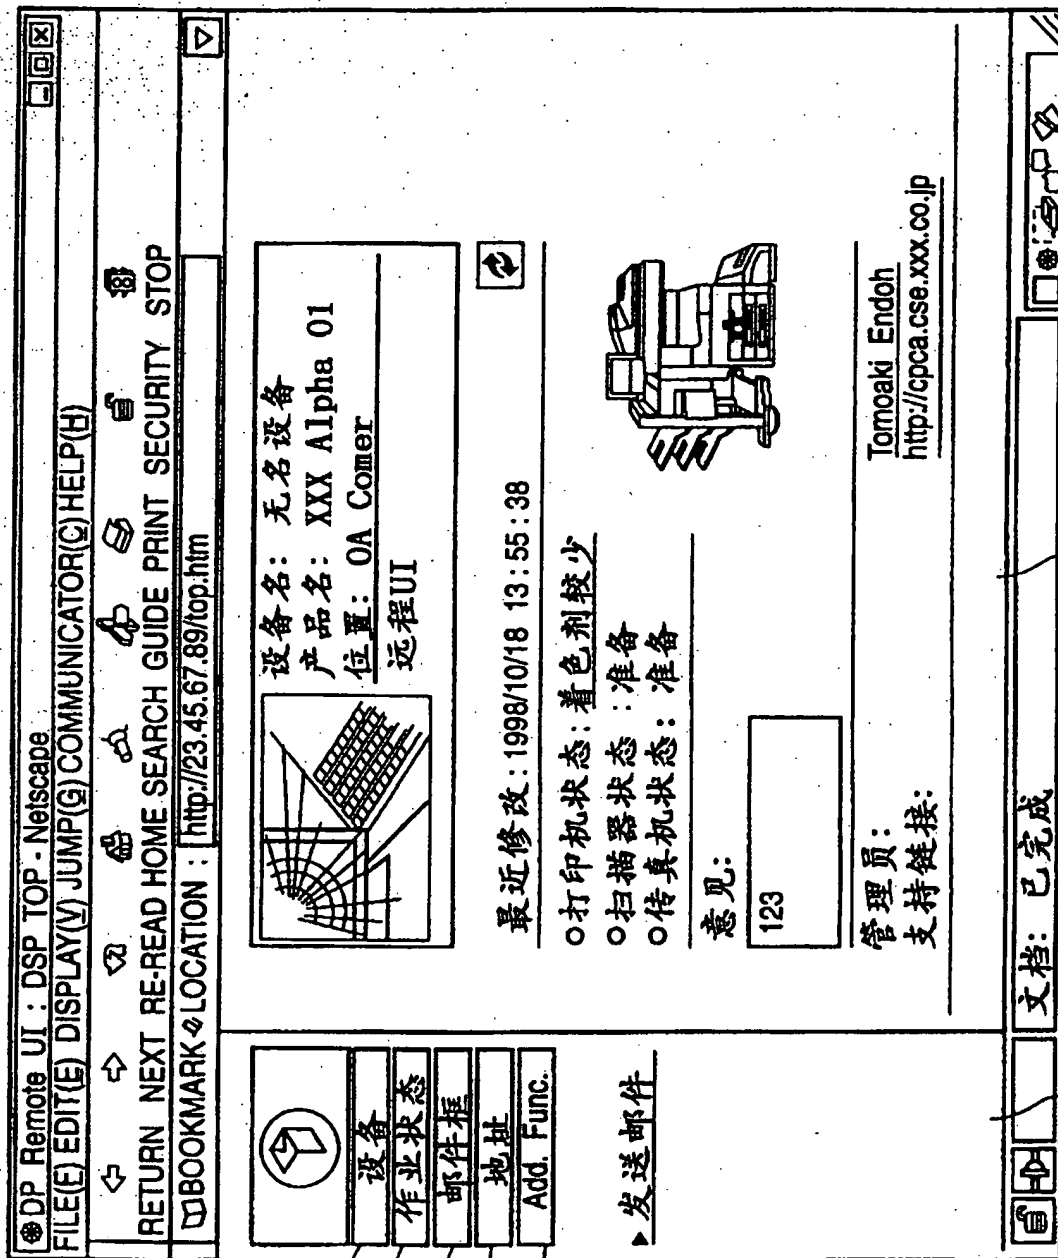 DP Remote UI : DSP TOP - Netscape
FILE(E) EDIT(E) DISPLAY(V) JUMP(G) COMMUNICATOR(C) HELP(H)
RETURN NEXT RE-READ HOME SEARCH GUIDE PRINT SECURITY STOP
BOOKMARK LOCATION : http://23.45.67.89/top.htm
设备
作业状态
邮件框
地址
Add. Func.
发送邮件
设备名: 无名设备
产品名: XXX Alpha 01
位置: OA Comer
远程UI
最近修改: 1998/10/18 13:55:38
打印机状态: 着色剂较少
扫描器状态: 准备
传真机状态: 准备
意见:
123
管理员: Tomoaki Endoh
支持链接: http://cpca.cse.xxx.co.jp
文档: 已完成